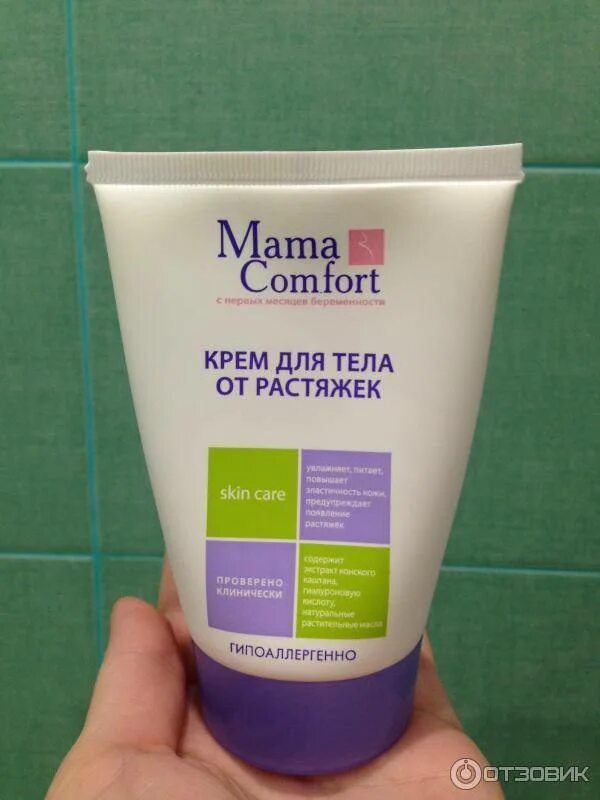 Mama
Comfort
с первых месяцев беременности
КРЕМ ДЛЯ ТЕЛА
ОТ РАСТЯЖЕК
skin care
увлажняет, питает,
повышает
эластичность кожи,
предупреждает
появление
растяжек
ПРОВЕРЕНО
КЛИНИЧЕСКИ
содержит
экстракт конского
каштана,
гиалуроновую
кислоту,
натуральные
растительные масла
ГИПОАЛЛЕРГЕННО
ОТЗОВИК